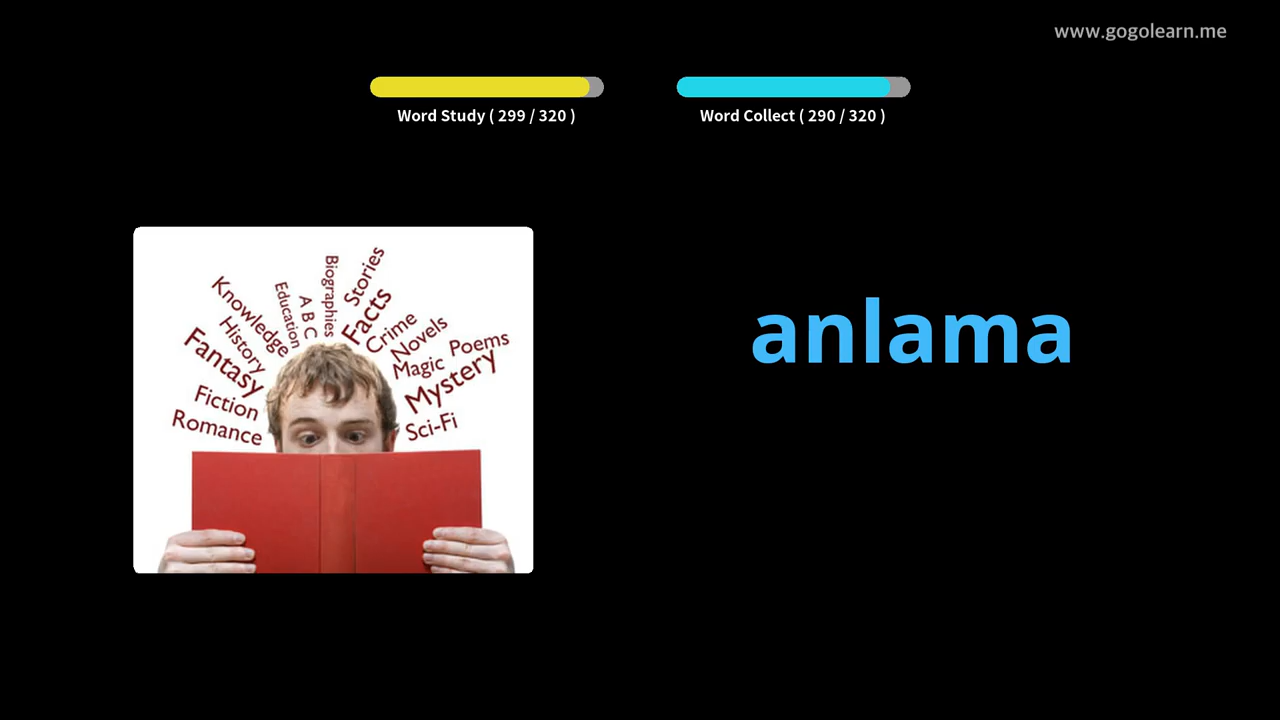 www.gogolearn.me
Word Study ( 299 / 320 )
Word Collect ( 290 / 320 )
Biographies
Stories
Education
A B C
Facts
Knowledge
Crime
History
Novels
Fantasy
Magic
Poems
Mystery
Fiction
Romance
Sci-Fi
anlama